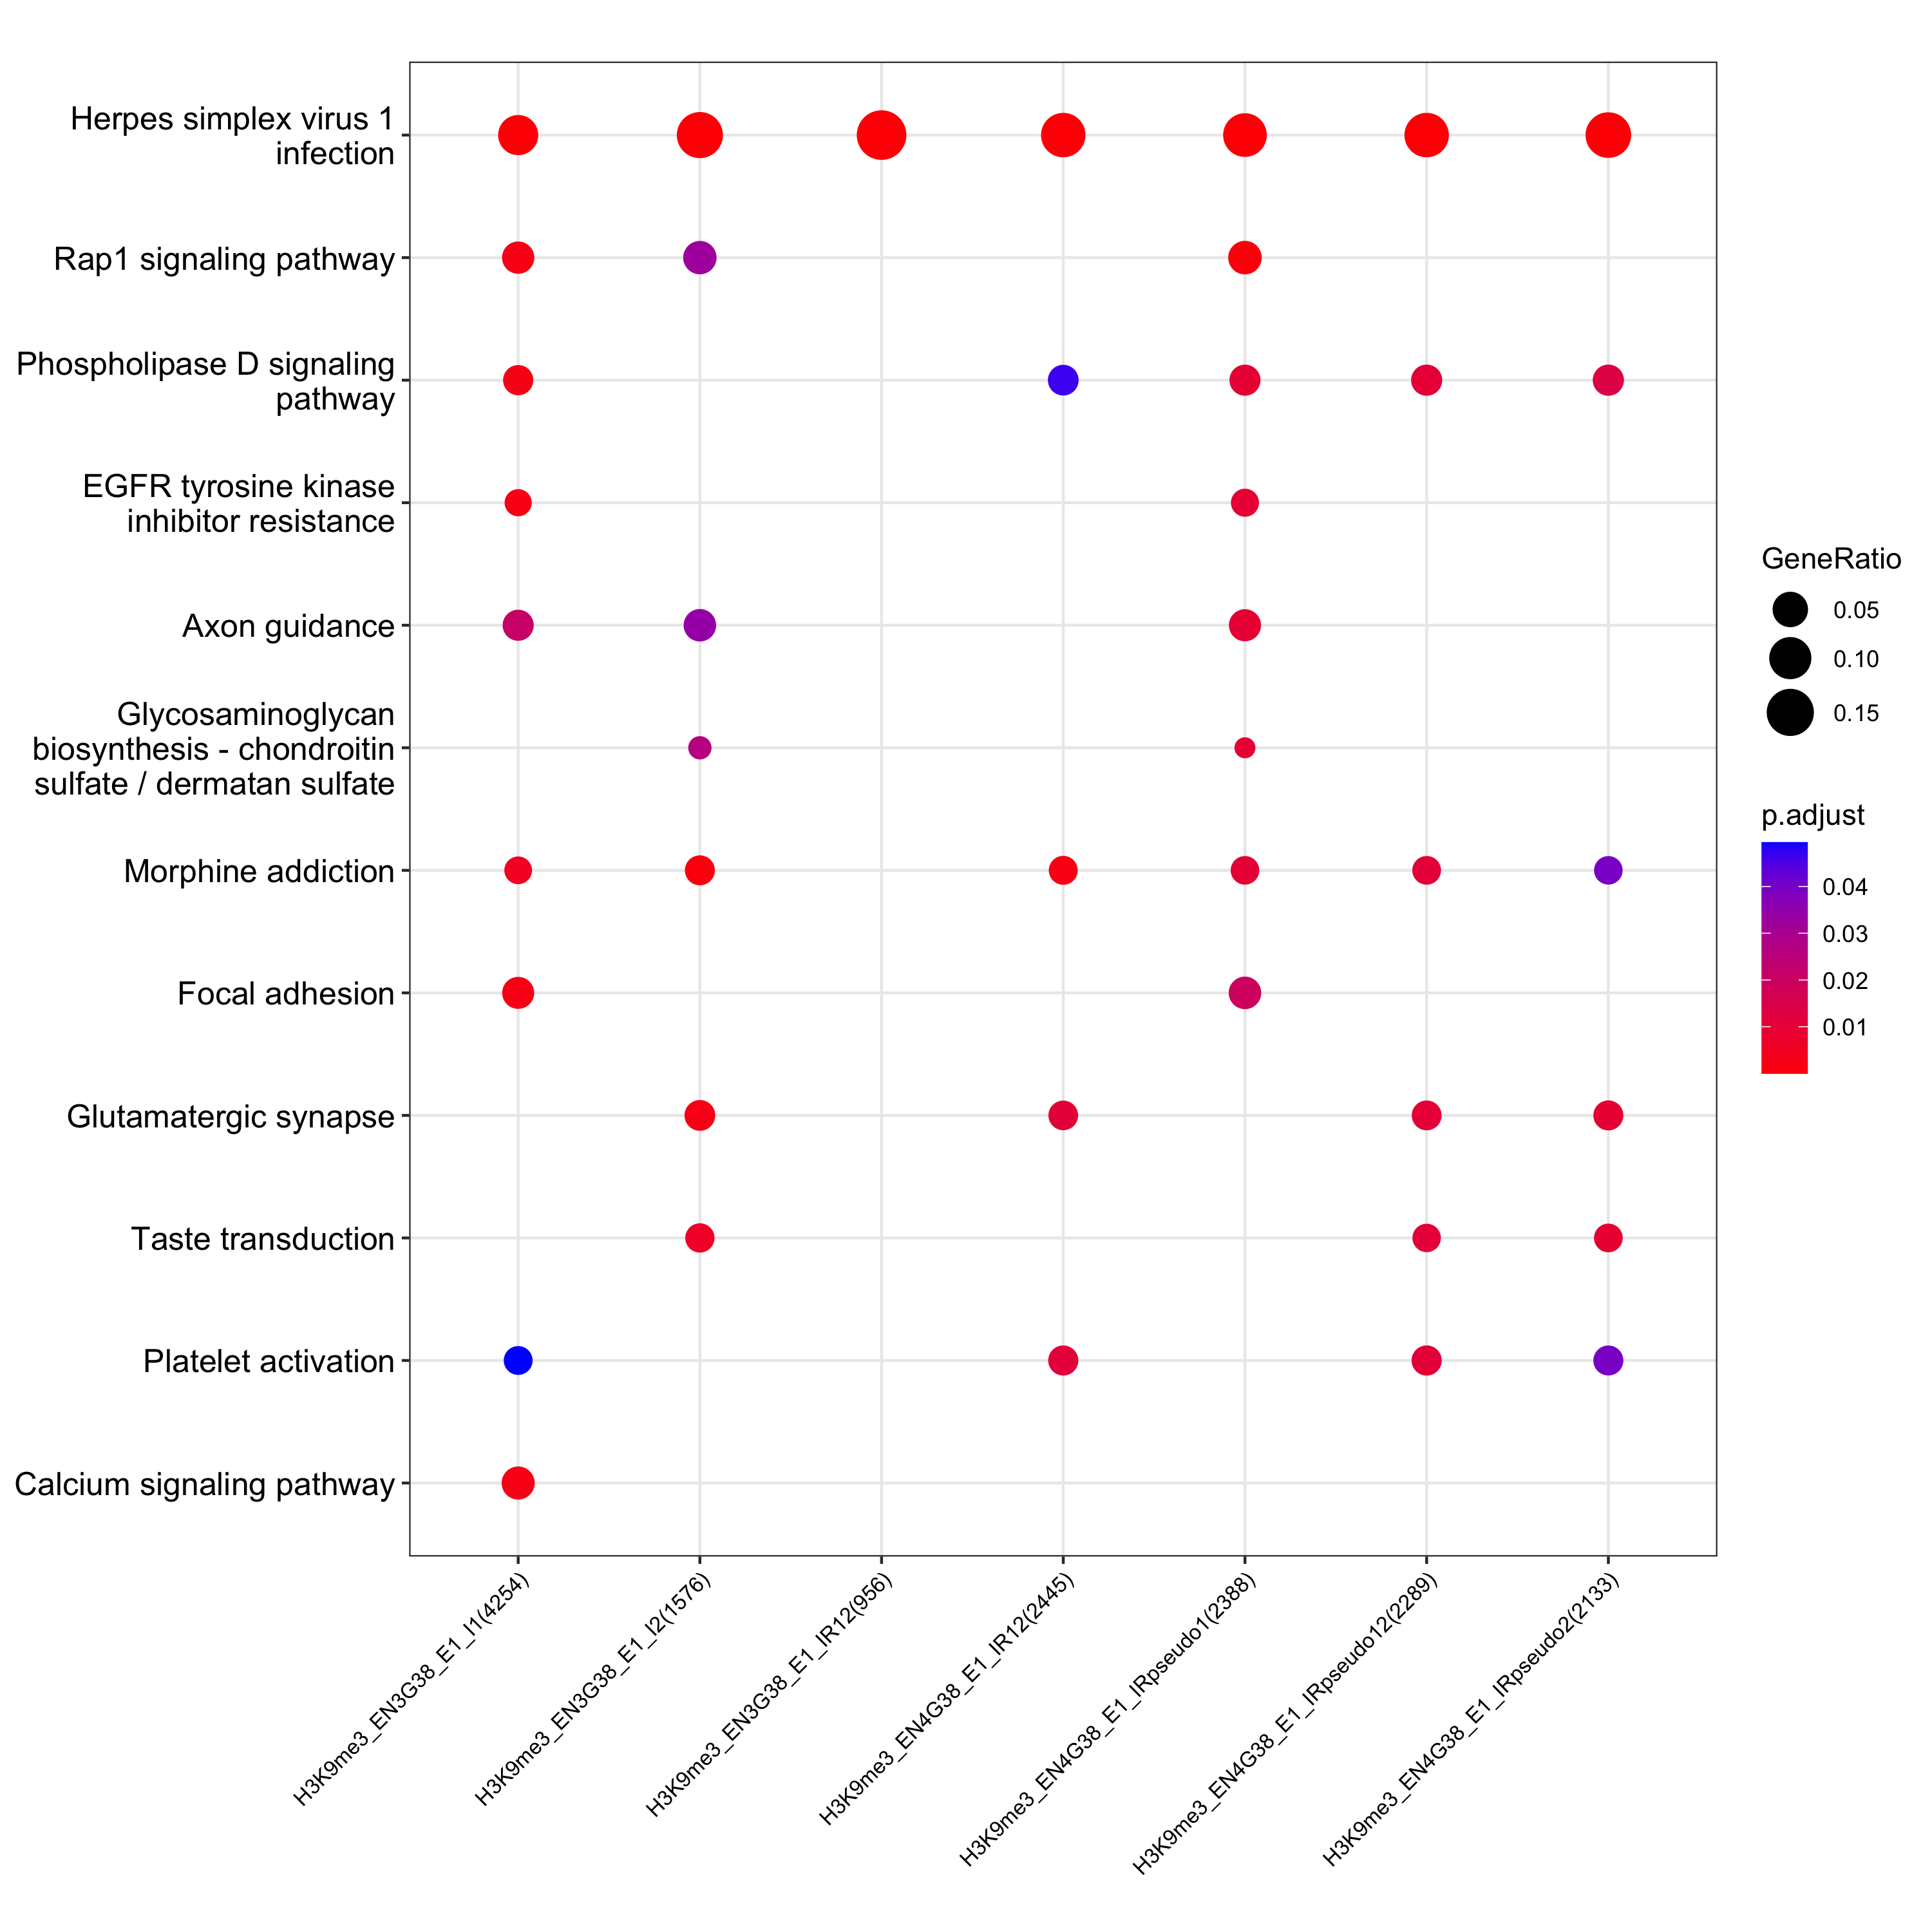 Herpes simplex virus 1
infection
Rap1 signaling pathway
Phospholipase D signaling
pathway
EGFR tyrosine kinase
inhibitor resistance
Axon guidance
Glycosaminoglycan
biosynthesis - chondroitin
sulfate / dermatan sulfate
Morphine addiction
Focal adhesion
Glutamatergic synapse
Taste transduction
Platelet activation
Calcium signaling pathway
H3K9me3_EN3G38_E1_I1(4254)
H3K9me3_EN3G38_E1_I2(1576)
H3K9me3_EN3G38_E1_IR12(956)
H3K9me3_EN4G38_E1_IR12(2445)
H3K9me3_EN4G38_E1_IRpseudo1(2388)
H3K9me3_EN4G38_E1_IRpseudo12(2289)
H3K9me3_EN4G38_E1_IRpseudo2(2133)
GeneRatio
0.05
0.10
0.15
p.adjust
0.04
0.03
0.02
0.01